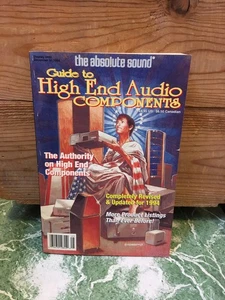 the absolute sound®
Guide to
High End Audio
COMPONENTS
Canadian
The Authority
on High End
Components
Completely Revised
& Updated for 1994
More Product Listings
Than Ever Before!